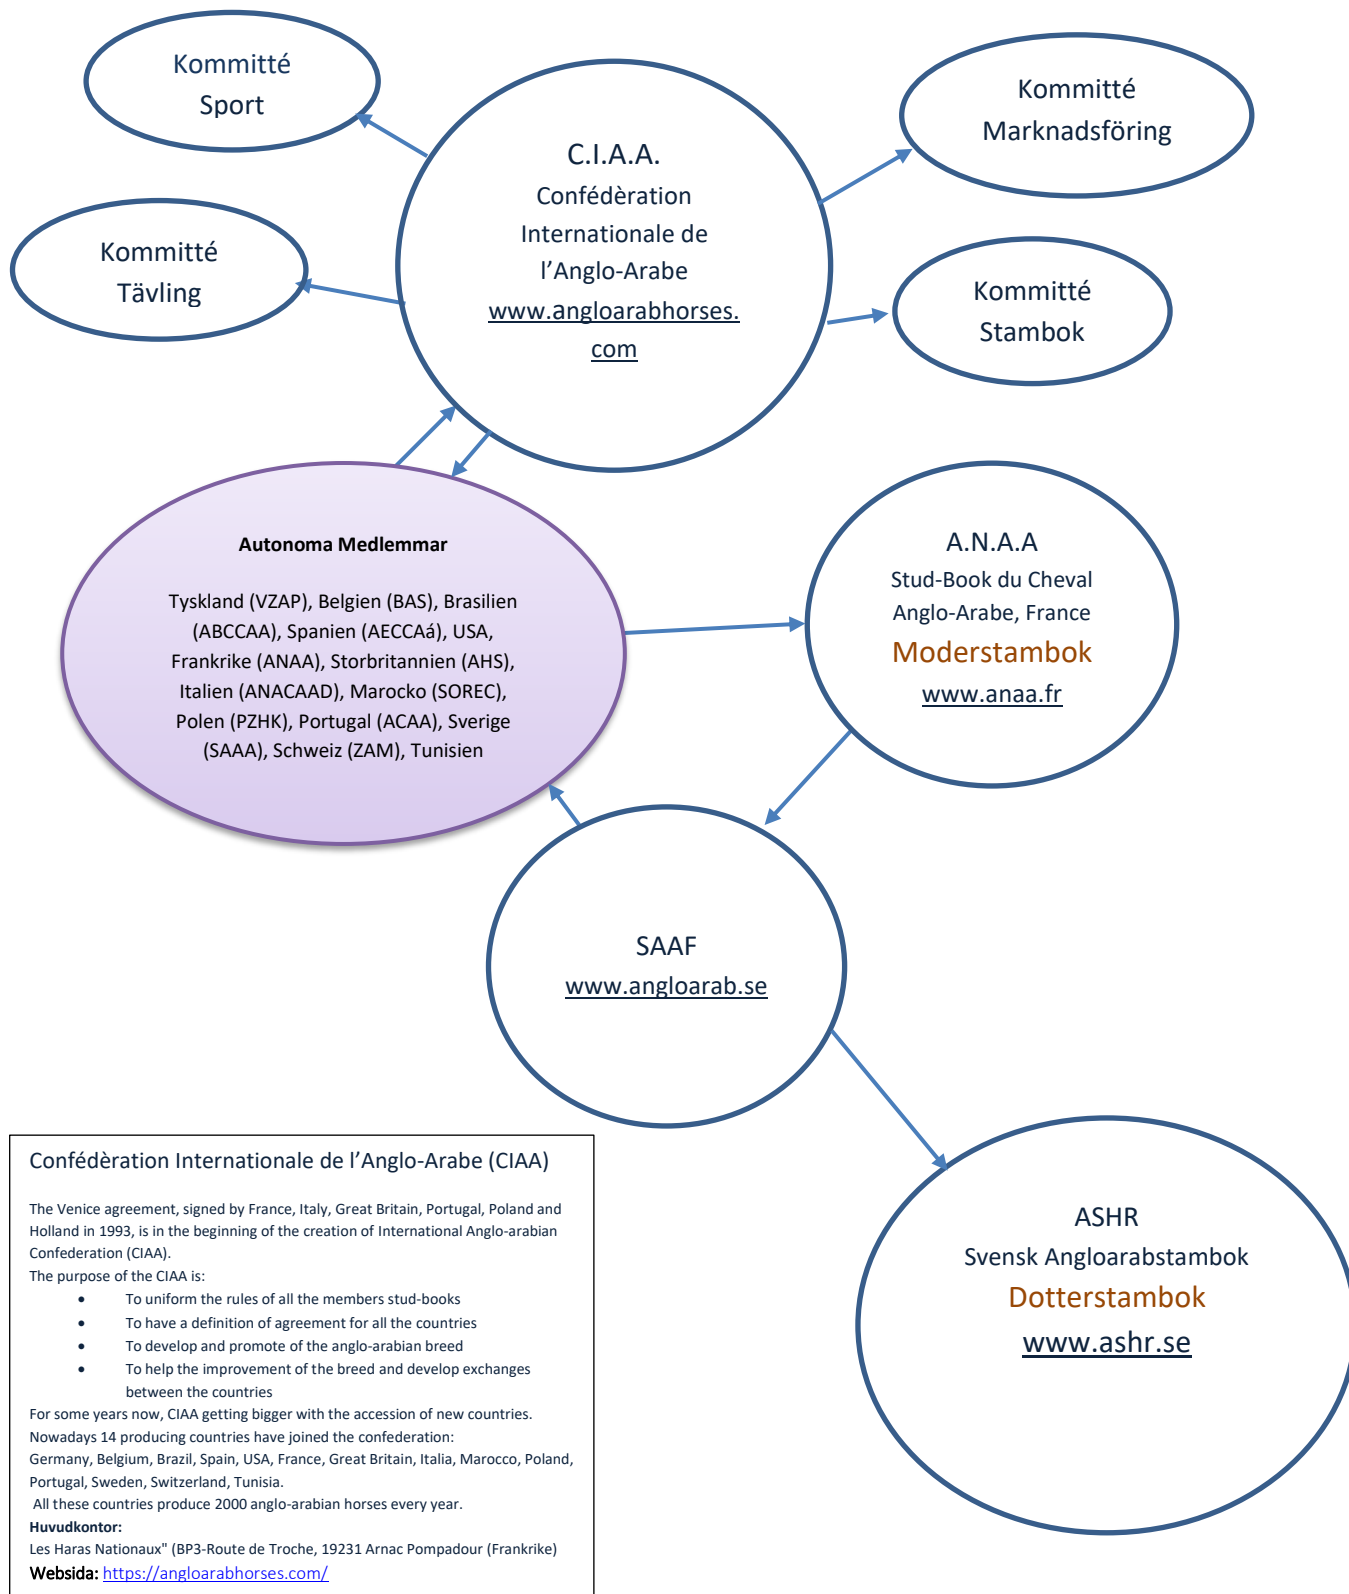 Kommitté
Sport
Kommitté
Tävling
C.I.A.A.
Confédèration
Internationale de
l’Anglo-Arabe
www.angloarabhorses.
com
Kommitté
Marknadsföring
Kommitté
Stambok
Autonoma Medlemmar
Tyskland (VZAP), Belgien (BAS), Brasilien
(ABCCAA), Spanien (AECCAá), USA,
Frankrike (ANAA), Storbritannien (AHS),
Italien (ANACAAD), Marocko (SOREC),
Polen (PZHK), Portugal (ACAA), Sverige
(SAAA), Schweiz (ZAM), Tunisien
A.N.A.A
Stud-Book du Cheval
Anglo-Arabe, France
Moderstambok
www.anaa.fr
SAAF
www.angloarab.se
ASHR
Svensk Angloarabstambok
Dotterstambok
www.ashr.se
Confédèration Internationale de l’Anglo-Arabe (CIAA)
The Venice agreement, signed by France, Italy, Great Britain, Portugal, Poland and
Holland in 1993, is in the beginning of the creation of International Anglo-arabian
Confederation (CIAA).
The purpose of the CIAA is:
• To uniform the rules of all the members stud-books
• To have a definition of agreement for all the countries
• To develop and promote of the anglo-arabian breed
• To help the improvement of the breed and develop exchanges
between the countries
For some years now, CIAA getting bigger with the accession of new countries.
Nowadays 14 producing countries have joined the confederation:
Germany, Belgium, Brazil, Spain, USA, France, Great Britain, Italia, Marocco, Poland,
Portugal, Sweden, Switzerland, Tunisia.
All these countries produce 2000 anglo-arabian horses every year.
Huvudkontor:
Les Haras Nationaux" (BP3-Route de Troche, 19231 Arnac Pompadour (Frankrike)
Websida: https://angloarabhorses.com/